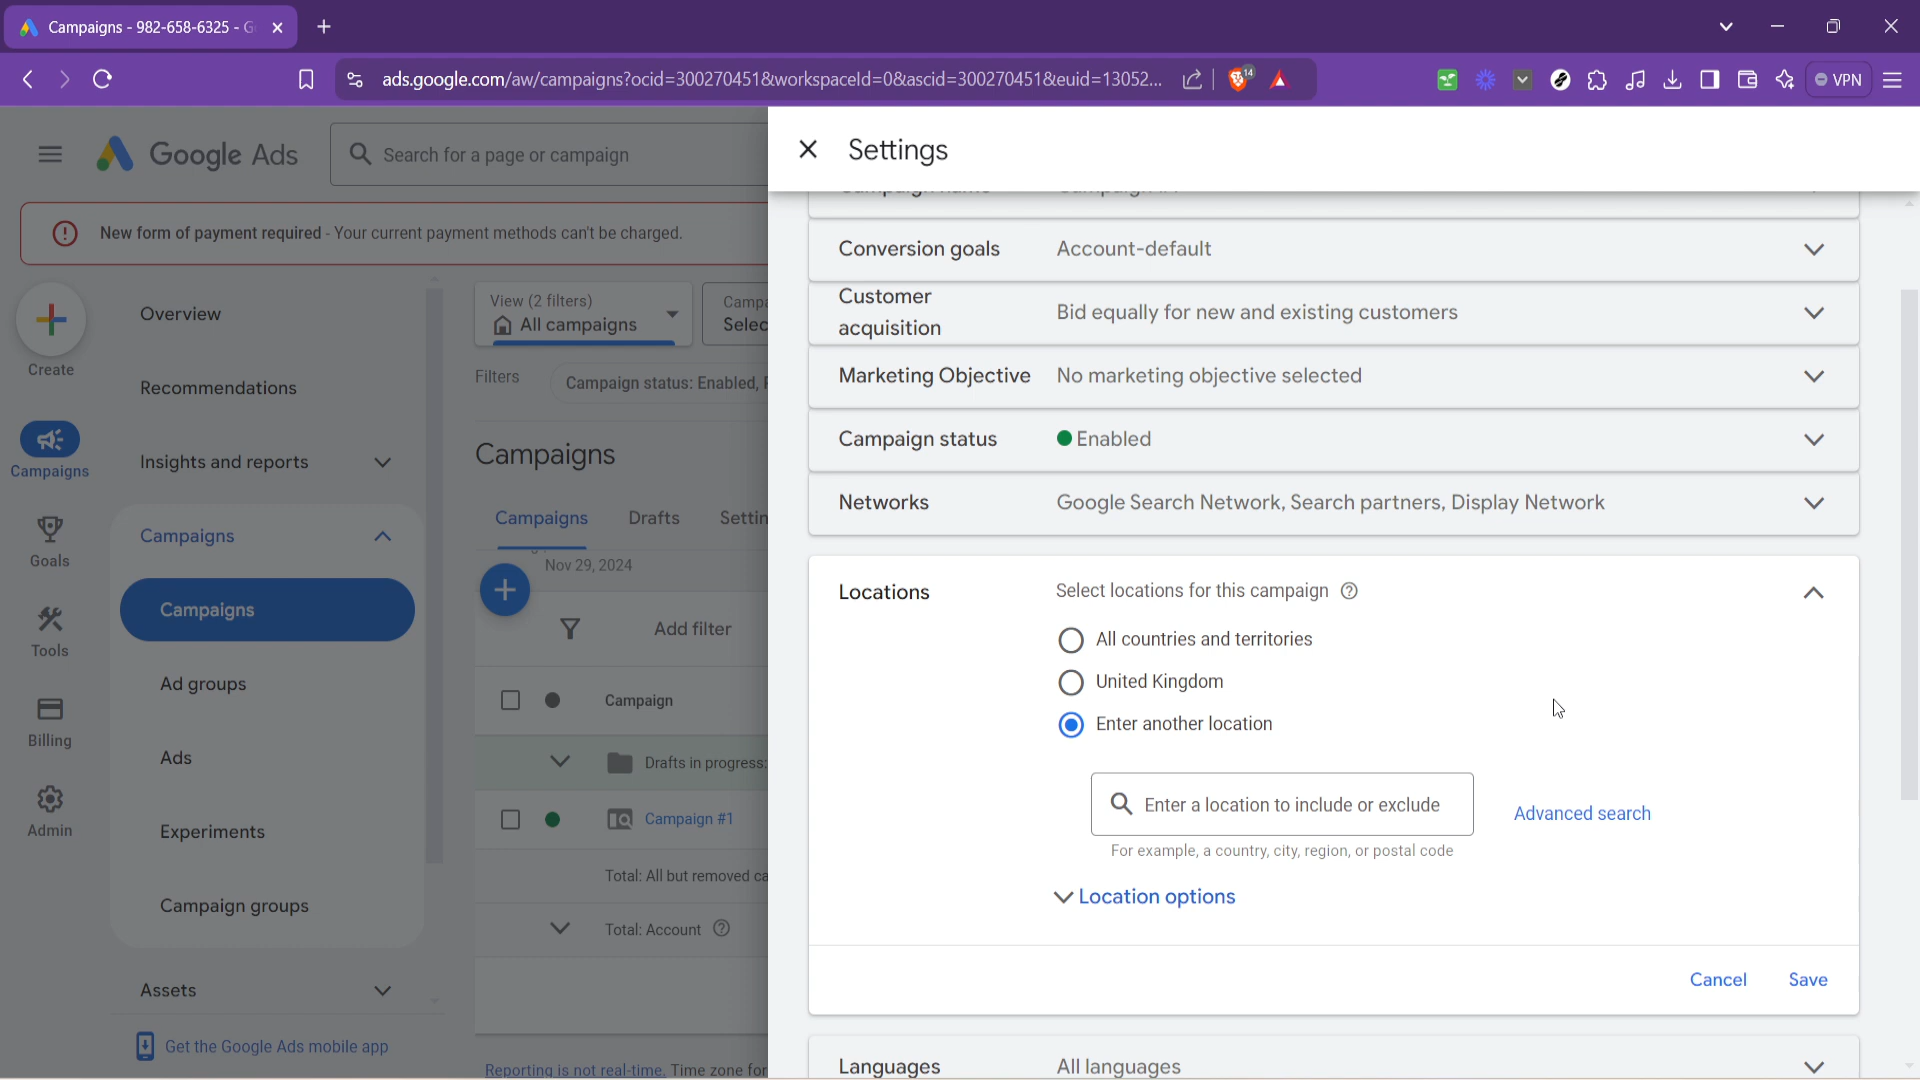 Campaigns - 982-658-6325 - G
ads.google.com/aw/campaigns?ocid=300270451&workspaceId=0&ascid=300270451&euid=13052...
14
VPN
Google Ads
Search for a page or campaign
New form of payment required - Your current payment methods can't be charged.
Create
Campaigns
Goals
Tools
Billing
Admin
Overview
Recommendations
Insights and reports
Campaigns
Campaigns
Ad groups
Ads
Experiments
Campaign groups
Assets
Get the Google Ads mobile app
View (2 filters)
All campaigns
Filters
Campaign status: Enabled,
Campaigns
Campaigns
Drafts
Nov 29, 2024
Add filter
Campaign
Drafts in progress:
Campaign #1
Total: All but removed ca
Total: Account
Reporting is not real-time. Time zone for
Settings
Conversion goals
Account-default
Customer
acquisition
Bid equally for new and existing customers
Marketing Objective
No marketing objective selected
Campaign status
Enabled
Networks
Google Search Network, Search partners, Display Network
Locations
Select locations for this campaign
All countries and territories
United Kingdom
Enter another location
Enter a location to include or exclude
Advanced search
For example, a country, city, region, or postal code
Location options
Cancel
Save
Languages
All languages